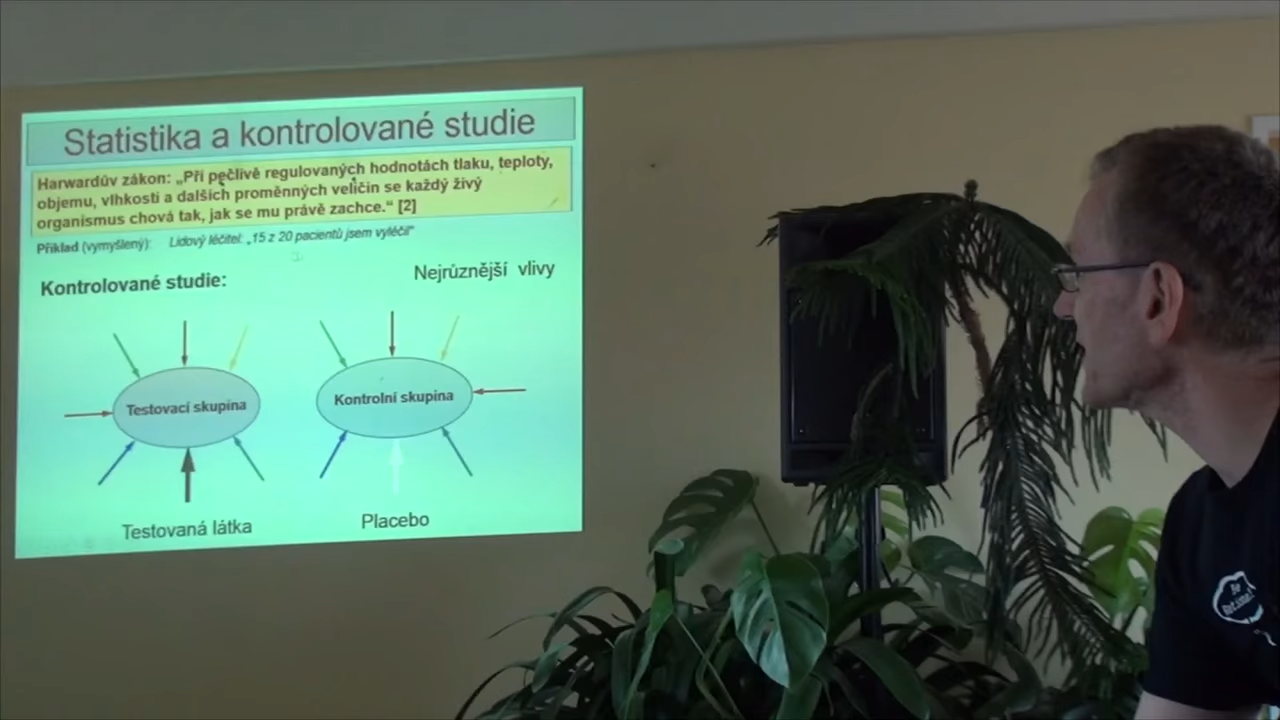 Statistika a kontrolované studie
Harwardův zákon: „Při pečlivě regulovaných hodnotách tlaku, teploty,
objemu, vlhkosti a dalších proměnných veličin se každý živý
organismus chová tak, jak se mu právě zachce.“ [2]
Příklad (vymyšlený): Lidový léčitel: „15 z 20 pacientů jsem vyléčil“
Kontrolované studie: Nejrůznější vlivy
Testovací skupina Kontrolní skupina
Testovaná látka Placebo